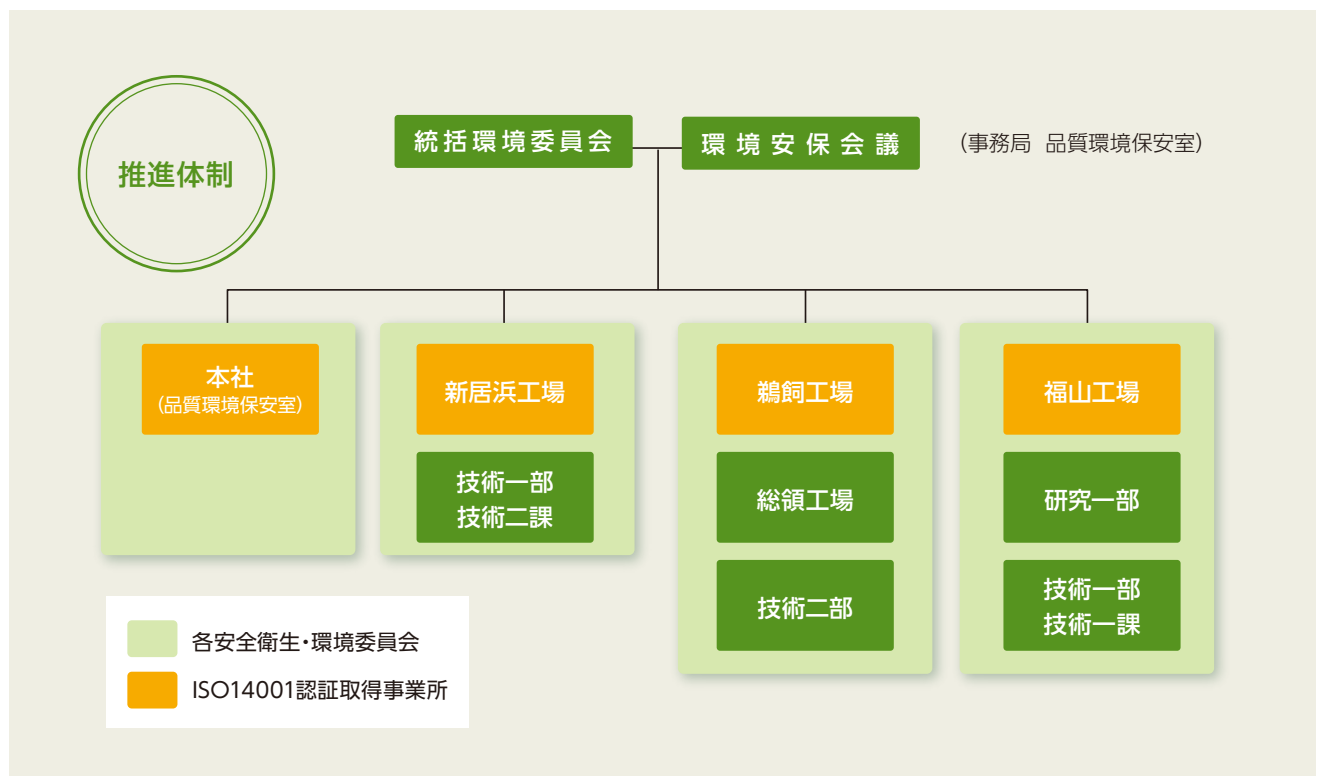 推進体制
統括環境委員会
環境安保会議
(事務局 品質環境保安室)
本社
(品質環境保安室)
新居浜工場
技術一部
技術二課
鵜飼工場
総領工場
技術二部
福山工場
研究一部
技術一部
技術一課
各安全衛生・環境委員会
ISO14001認証取得事業所